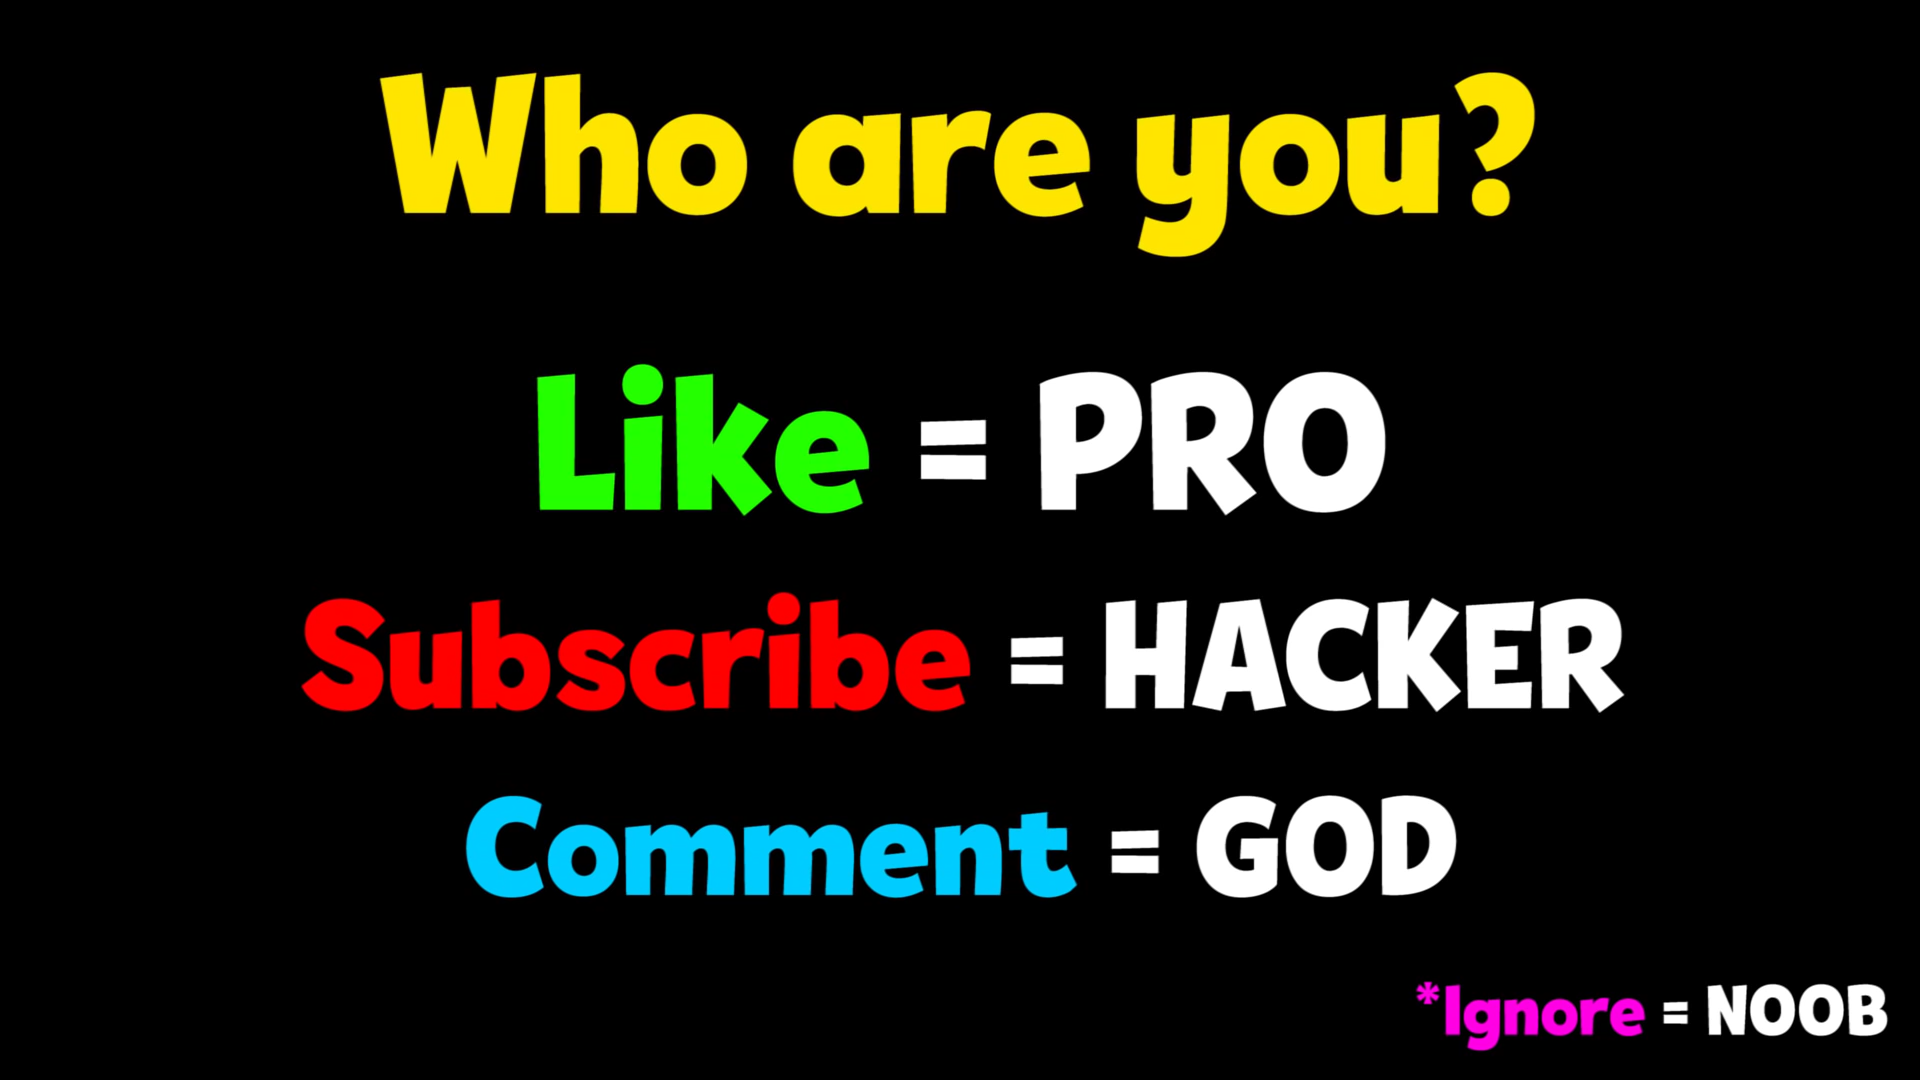 Who are you?
Like = PRO
Subscribe = HACKER
Comment = GOD
*Ignore = NOOB